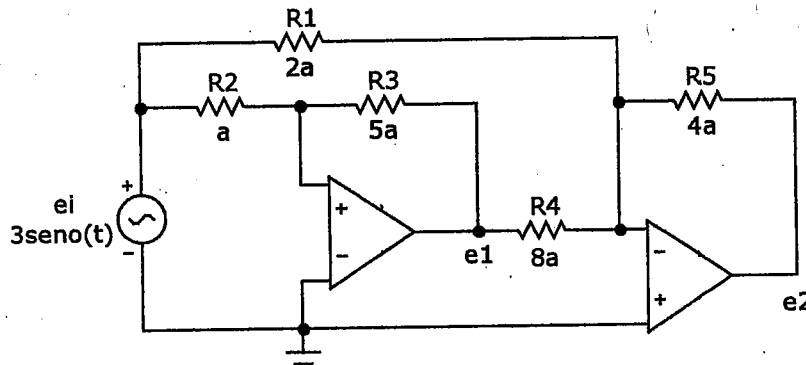 R1
2a
R2
a
R3
5a
R5
4a
ei
3seno(t)
+
-
+
-
e1
R4
8a
-
+
e2